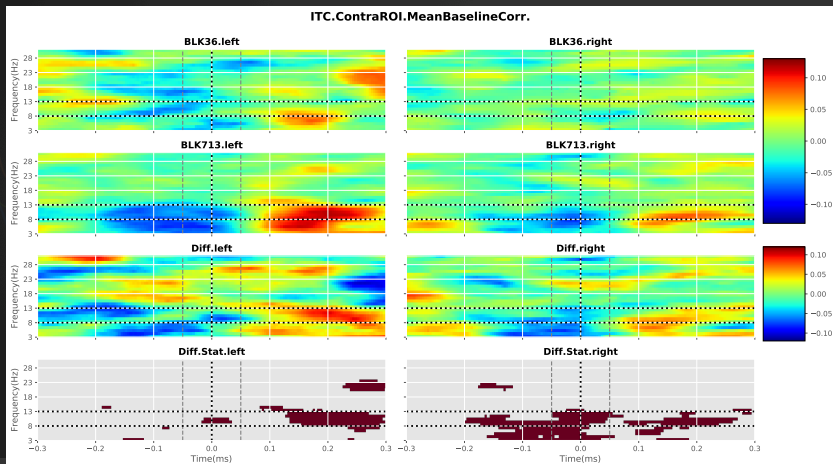 ITC.ContraROI.MeanBaselineCorr.
BLK36.left
BLK36.right
Frequency(Hz)
28
23
18
13
8
3
0.10
0.05
0.00
−0.05
−0.10
BLK713.left
BLK713.right
Frequency(Hz)
28
23
18
13
8
3
Diff.left
Diff.right
Frequency(Hz)
28
23
18
13
8
3
0.10
0.05
0.00
−0.05
−0.10
Diff.Stat.left
Diff.Stat.right
Frequency(Hz)
28
23
18
13
8
3
−0.3 −0.2 −0.1 0.0 0.1 0.2 0.3
−0.3 −0.2 −0.1 0.0 0.1 0.2 0.3
Time(ms)
Time(ms)